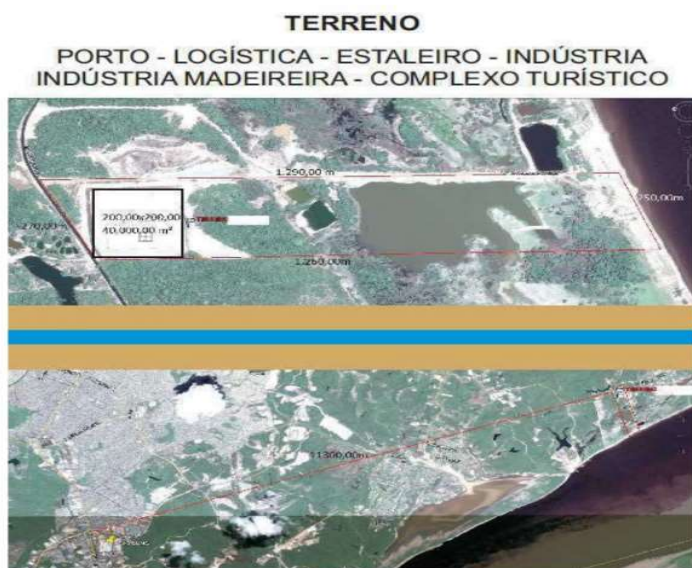 TERRENO
PORTO - LOGÍSTICA - ESTALEIRO - INDÚSTRIA
INDÚSTRIA MADEIREIRA - COMPLEXO TURÍSTICO
1.290,00 m
250,00m
270,00m
200,00x200,00
40.000,00 m²
1.260,00m
11300,00m